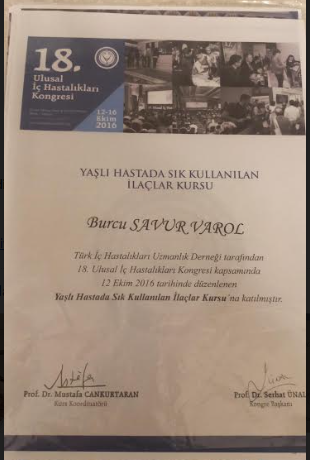 18.
Ulusal
İç Hastalıkları
Kongresi
12-16
Ekim
2016
YAŞLI HASTADA SIK KULLANILAN
İLAÇLAR KURSU
Burcu SAVUR VAROL
Türk İç Hastalıkları Uzmanlık Derneği tarafından
18. Ulusal İç Hastalıkları Kongresi kapsamında
12 Ekim 2016 tarihinde düzenlenen
Yaşlı Hastada Sık Kullanılan İlaçlar Kursu'na katılmıştır.
Prof. Dr. Mustafa CANKURTARAN
Kurs Koordinatörü
Prof. Dr. Serhat ÜNAL
Kongre Başkanı